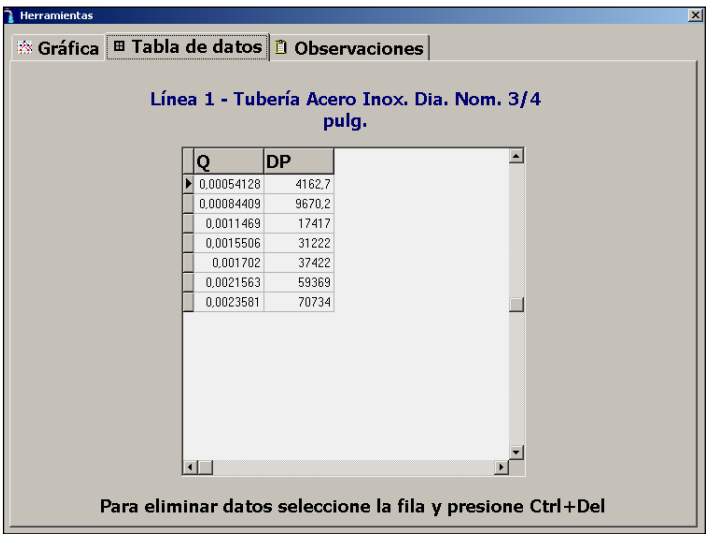 Herramientas
Gráfica Tabla de datos Observaciones
Línea 1 - Tubería Acero Inox. Dia. Nom. 3/4
pulg.
Q DP
0,00054128 4162,7
0,00084409 9670,2
0,0011469 17417
0,0015506 31222
0,001702 37422
0,0021563 59369
0,0023581 70734
Para eliminar datos seleccione la fila y presione Ctrl+Del